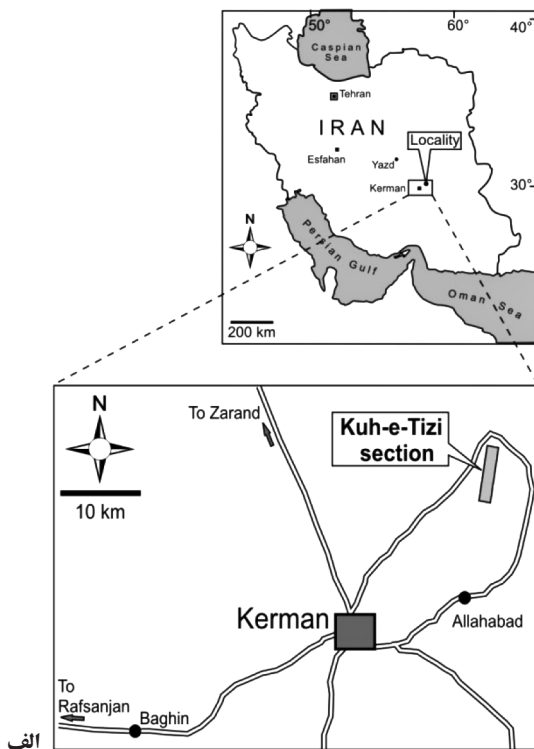 50°
60°
40°
Caspian
Sea
Tehran
IRAN
Locality
Esfahan
Yazd
Kerman
30°
N
Persian Gulf
Oman Sea
200 km
N
To Zarand
Kuh-e-Tizi
section
10 km
Kerman
Allahabad
To
Rafsanjan
Baghin
الف